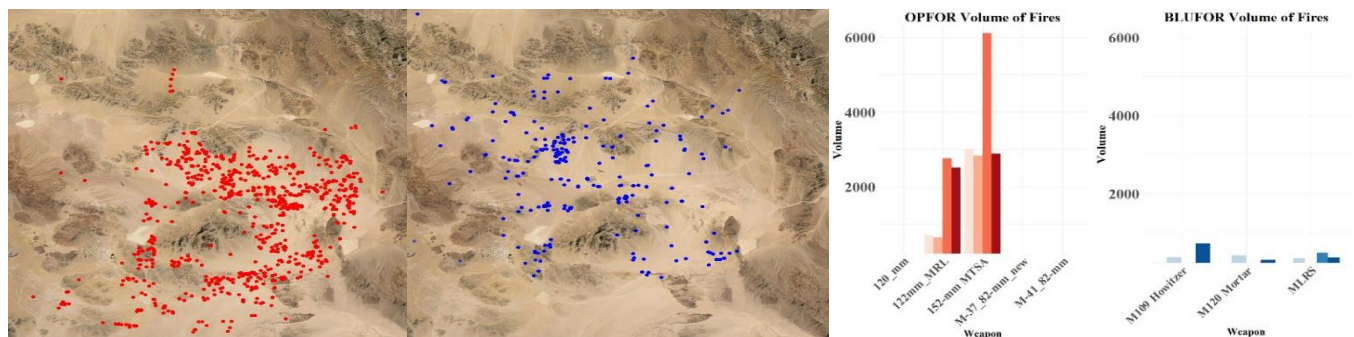 OPFOR Volume of Fires
6000
4000
2000
Volume
120_mm
122mm_MRL
152-mm MTSA
M-37_82-mm_new
M-41_82-mm
Weapon
BLUFOR Volume of Fires
6000
4000
2000
Volume
M109 Howitzer
M120 Mortar
MLRS
Weapon